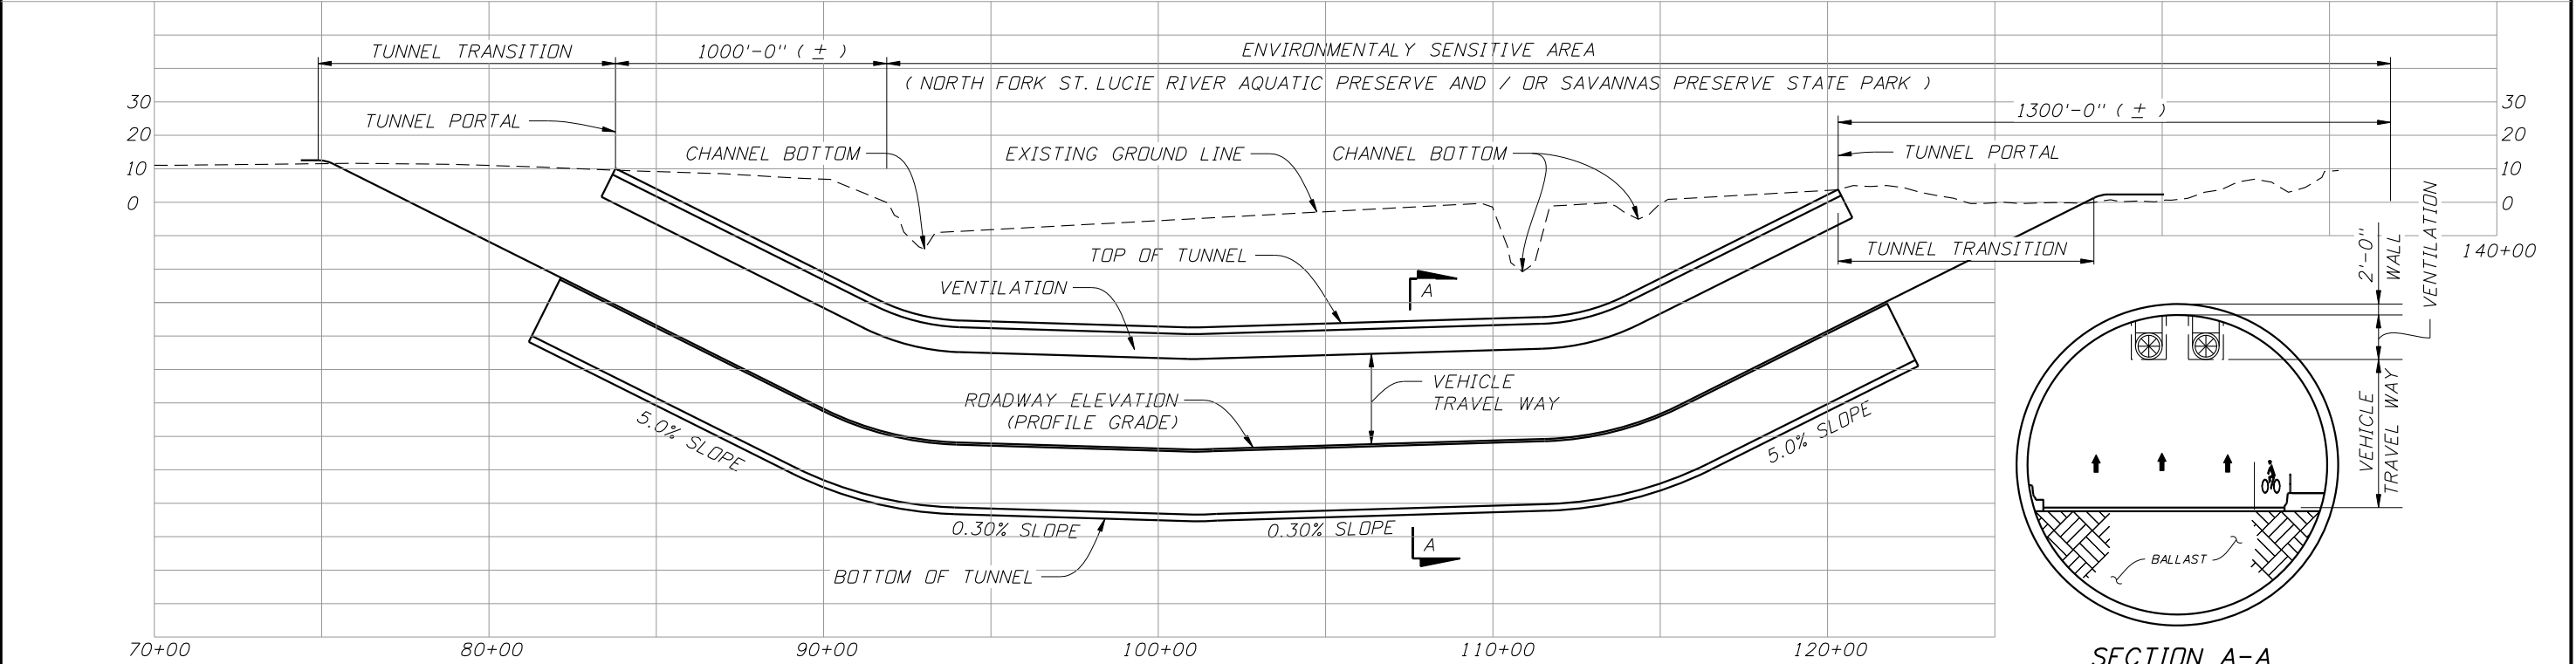 TUNNEL TRANSITION
1000'-0" ( ± )
ENVIRONMENTALY SENSITIVE AREA
( NORTH FORK ST. LUCIE RIVER AQUATIC PRESERVE AND / OR SAVANNAS PRESERVE STATE PARK )
30
30
1300'-0" ( ± )
TUNNEL PORTAL
20
20
CHANNEL BOTTOM
EXISTING GROUND LINE
CHANNEL BOTTOM
TUNNEL PORTAL
10
10
0
0
TUNNEL TRANSITION
140+00
2'-0"
WALL
VENTILATION
TOP OF TUNNEL
VENTILATION
A
VEHICLE
TRAVEL WAY
ROADWAY ELEVATION
(PROFILE GRADE)
5.0% SLOPE
5.0% SLOPE
VEHICLE
TRAVEL WAY
0.30% SLOPE
0.30% SLOPE
A
BALLAST
BOTTOM OF TUNNEL
70+00
80+00
90+00
100+00
110+00
120+00
SECTION A-A